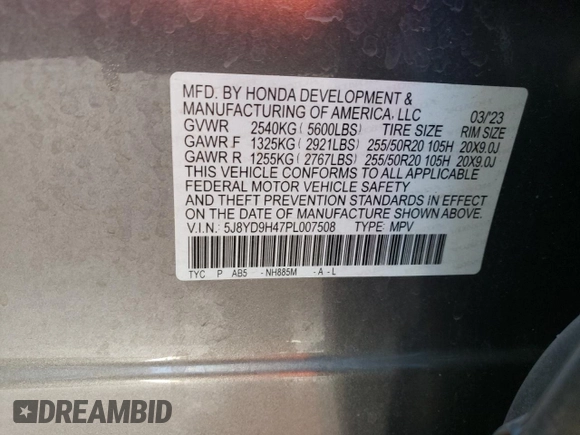 MFD. BY HONDA DEVELOPMENT &
MANUFACTURING OF AMERICA, LLC 03/'23
GVWR 2540KG (5600LBS) TIRE SIZE RIM SIZE
GAWR F 1325KG (2921LBS) 255/50R20 105H 20X9.0J
GAWR R 1255KG (2767LBS) 255/50R20 105H 20X9.0J
THIS VEHICLE CONFORMS TO ALL APPLICABLE
FEDERAL MOTOR VEHICLE SAFETY
AND THEFT PREVENTION STANDARDS IN EFFECT
ON THE DATE OF MANUFACTURE SHOWN ABOVE.
V.I.N.: 5J8YD9H47PL007508 TYPE: MPV
TYC P AB5 -NH885M -A-L
DREAMBID